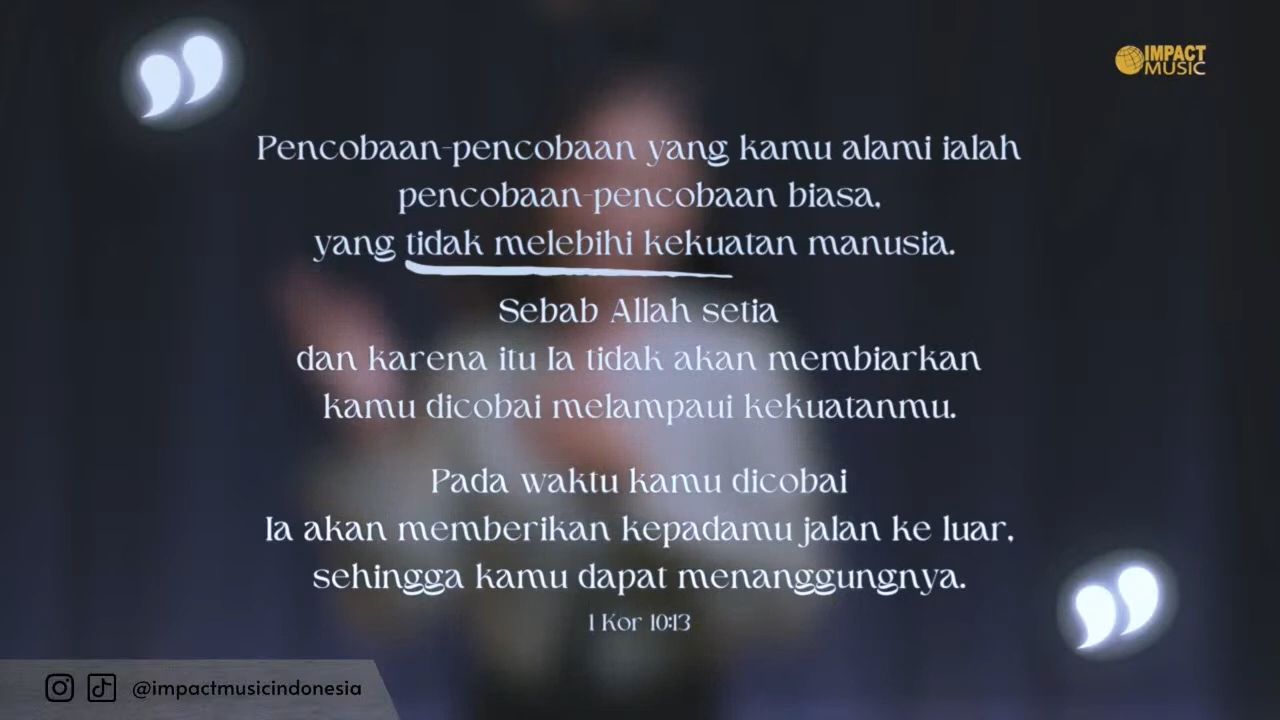 IMPACT
MUSIC
Pencobaan-pencobaan yang kamu alami ialah
pencobaan-pencobaan biasa,
yang tidak melebihi kekuatan manusia.
Sebab Allah setia
dan karena itu Ia tidak akan membiarkan
kamu dicobai melampaui kekuatanmu.
Pada waktu kamu dicobai
Ia akan memberikan kepadamu jalan ke luar,
sehingga kamu dapat menanggungnya.
1 Kor 10:13
@impactmusicindonesia